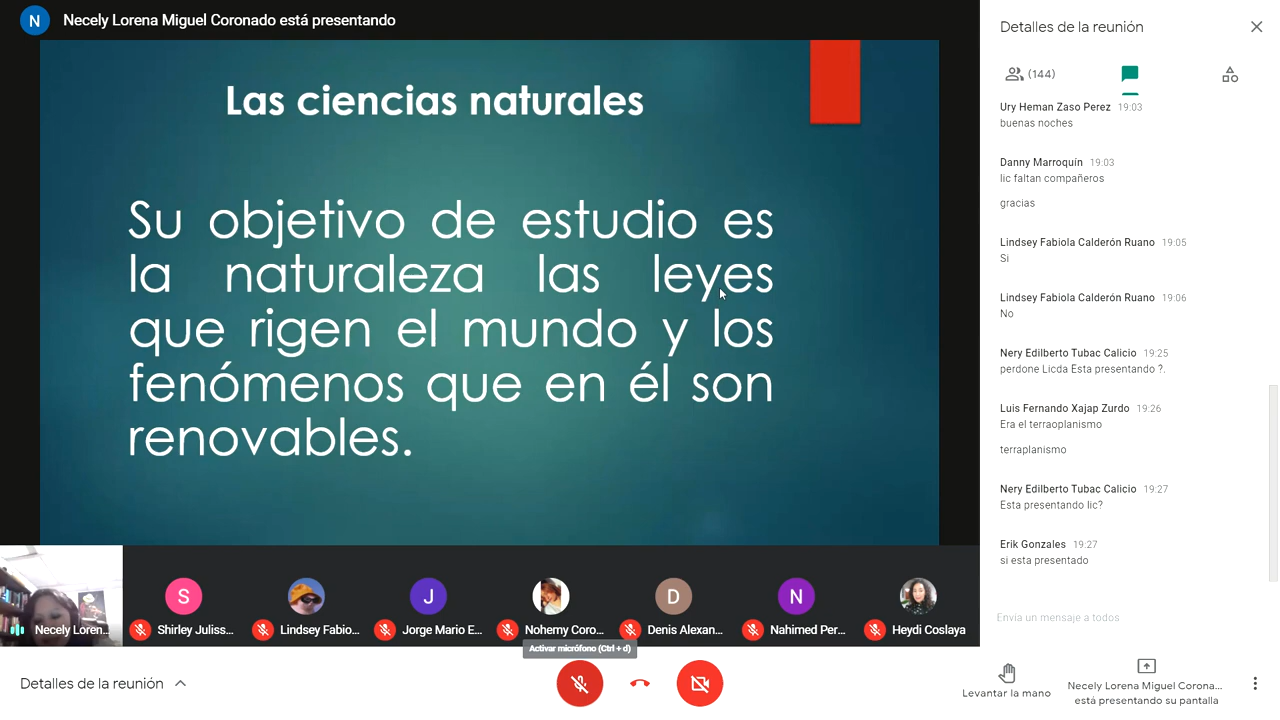 N Necely Lorena Miguel Coronado está presentando
Las ciencias naturales
Su objetivo de estudio es
la naturaleza las leyes
que rigen el mundo y los
fenómenos que en él son
renovables.
Necely Loren...
S
Shirley Juliss...
Lindsey Fabio...
J
Jorge Mario E...
Nohemy Coro...
D
Denis Alexan...
N
Nahimed Per...
Heydi Coslaya
Activar micrófono (Ctrl + d)
Detalles de la reunión
Detalles de la reunión
(144)
Ury Heman Zaso Perez 19:03
buenas noches
Danny Marroquín 19:03
lic faltan compañeros
gracias
Lindsey Fabiola Calderón Ruano 19:05
Si
Lindsey Fabiola Calderón Ruano 19:06
No
Nery Edilberto Tubac Calicio 19:25
perdone Licda Esta presentando ?.
Luis Fernando Xajap Zurdo 19:26
Era el terraoplanismo
terraplanismo
Nery Edilberto Tubac Calicio 19:27
Esta presentando lic?
Erik Gonzales 19:27
si esta presentado
Envía un mensaje a todos
Levantar la mano
Necely Lorena Miguel Corona...
está presentando su pantalla